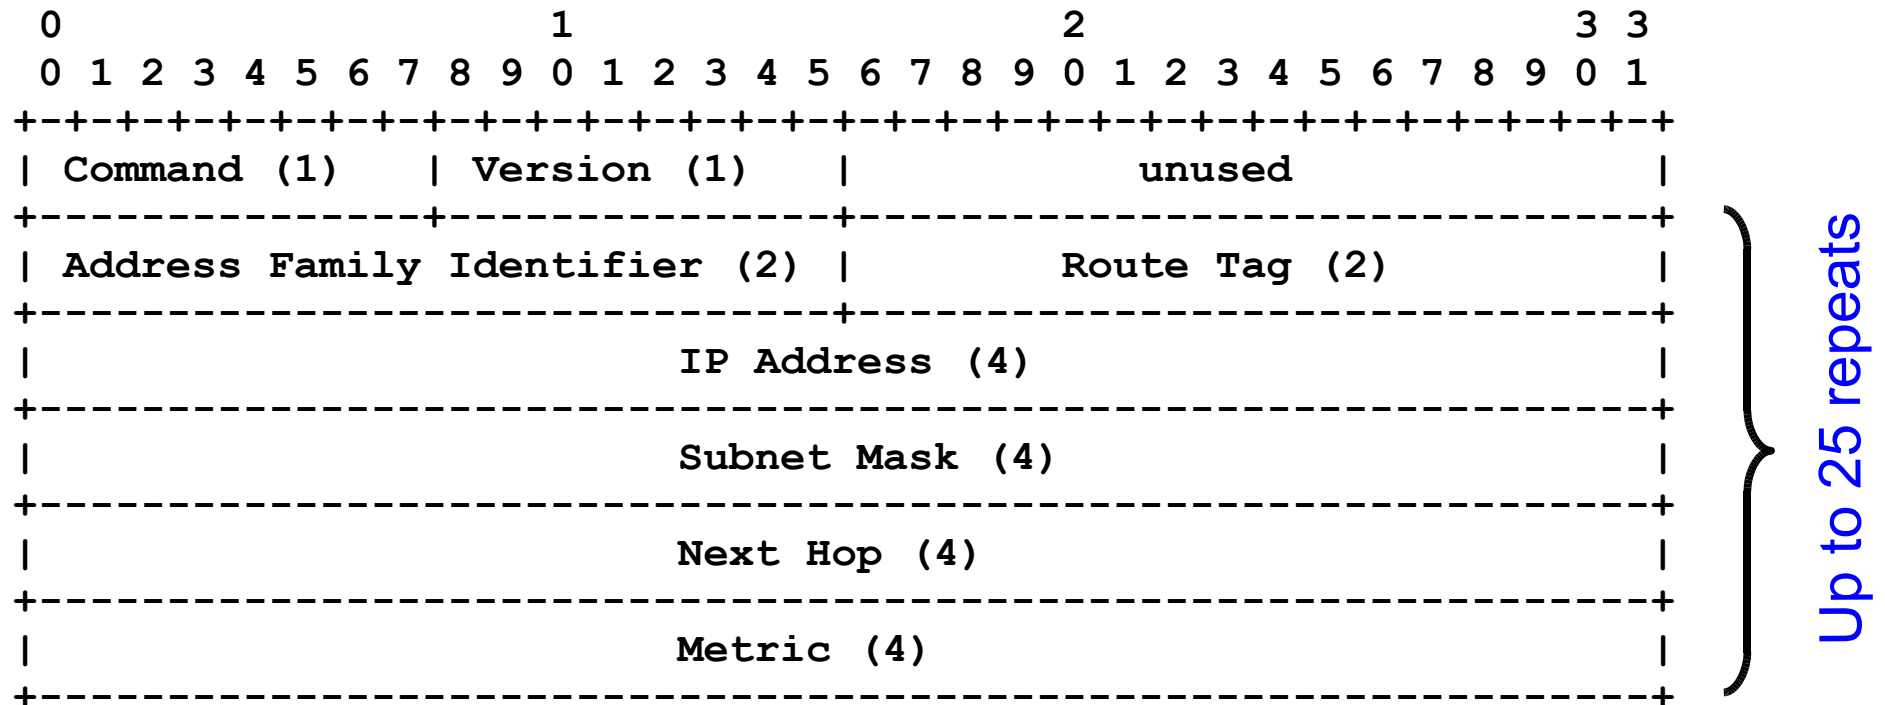 0                   1                   2                   3 3
0 1 2 3 4 5 6 7 8 9 0 1 2 3 4 5 6 7 8 9 0 1 2 3 4 5 6 7 8 9 0 1
+-+-+-+-+-+-+-+-+-+-+-+-+-+-+-+-+-+-+-+-+-+-+-+-+-+-+-+-+-+-+-+-+
| Command (1)   | Version (1)   |           unused              |
+---------------+---------------+-------------------------------+
| Address Family Identifier (2) |        Route Tag (2)          |
+-------------------------------+-------------------------------+
|                         IP Address (4)                        |
+---------------------------------------------------------------+
|                         Subnet Mask (4)                       |
+---------------------------------------------------------------+
|                         Next Hop (4)                          |
+---------------------------------------------------------------+
|                         Metric (4)                            |
+---------------------------------------------------------------+
Up to 25 repeats